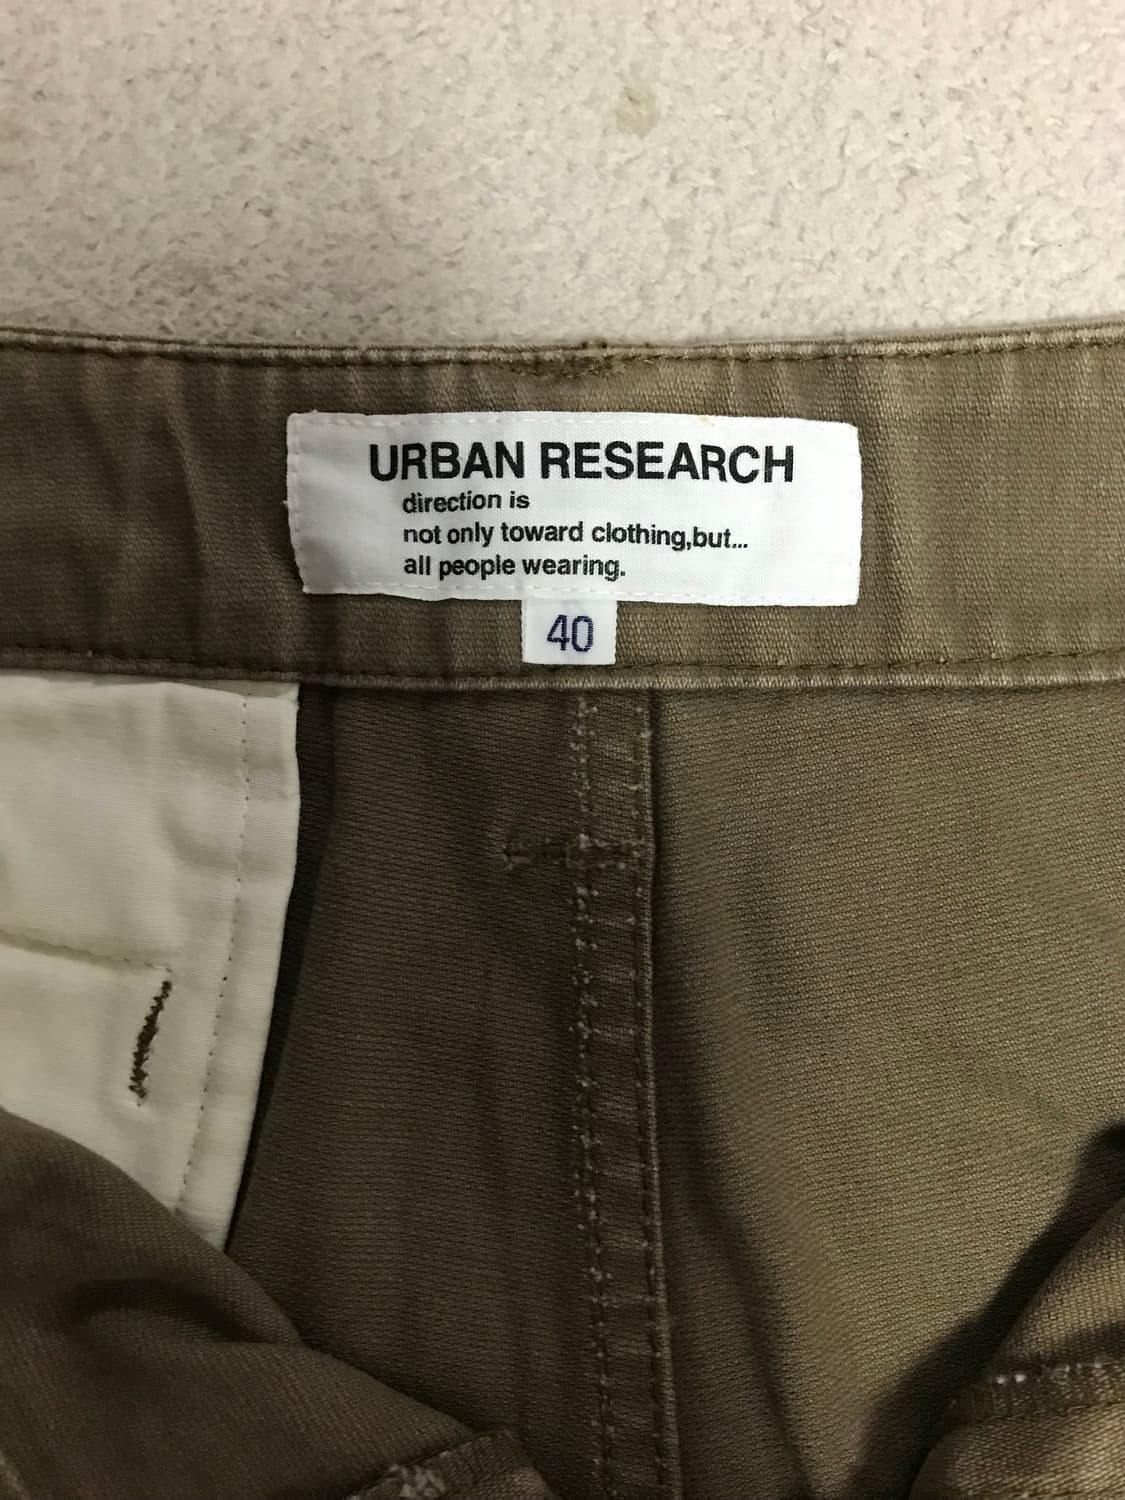 URBAN RESEARCH
direction is
not only toward clothing,but...
all people wearing.
40